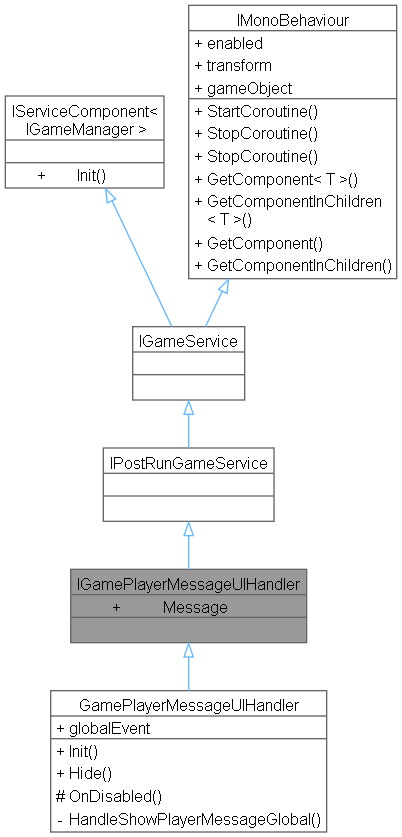 IMonoBehaviour
+ enabled
+ transform
+ gameObject
+ StartCoroutine()
+ StopCoroutine()
+ StopCoroutine()
+ GetComponent< T >()
+ GetComponentInChildren
< T >()
+ GetComponent()
+ GetComponentInChildren()
IServiceComponent<
IGameManager >
+ Init()
IGameService
IPostRunGameService
IGamePlayerMessageUIHandler
+ Message
GamePlayerMessageUIHandler
+ globalEvent
+ Init()
+ Hide()
# OnDisabled()
- HandleShowPlayerMessageGlobal()